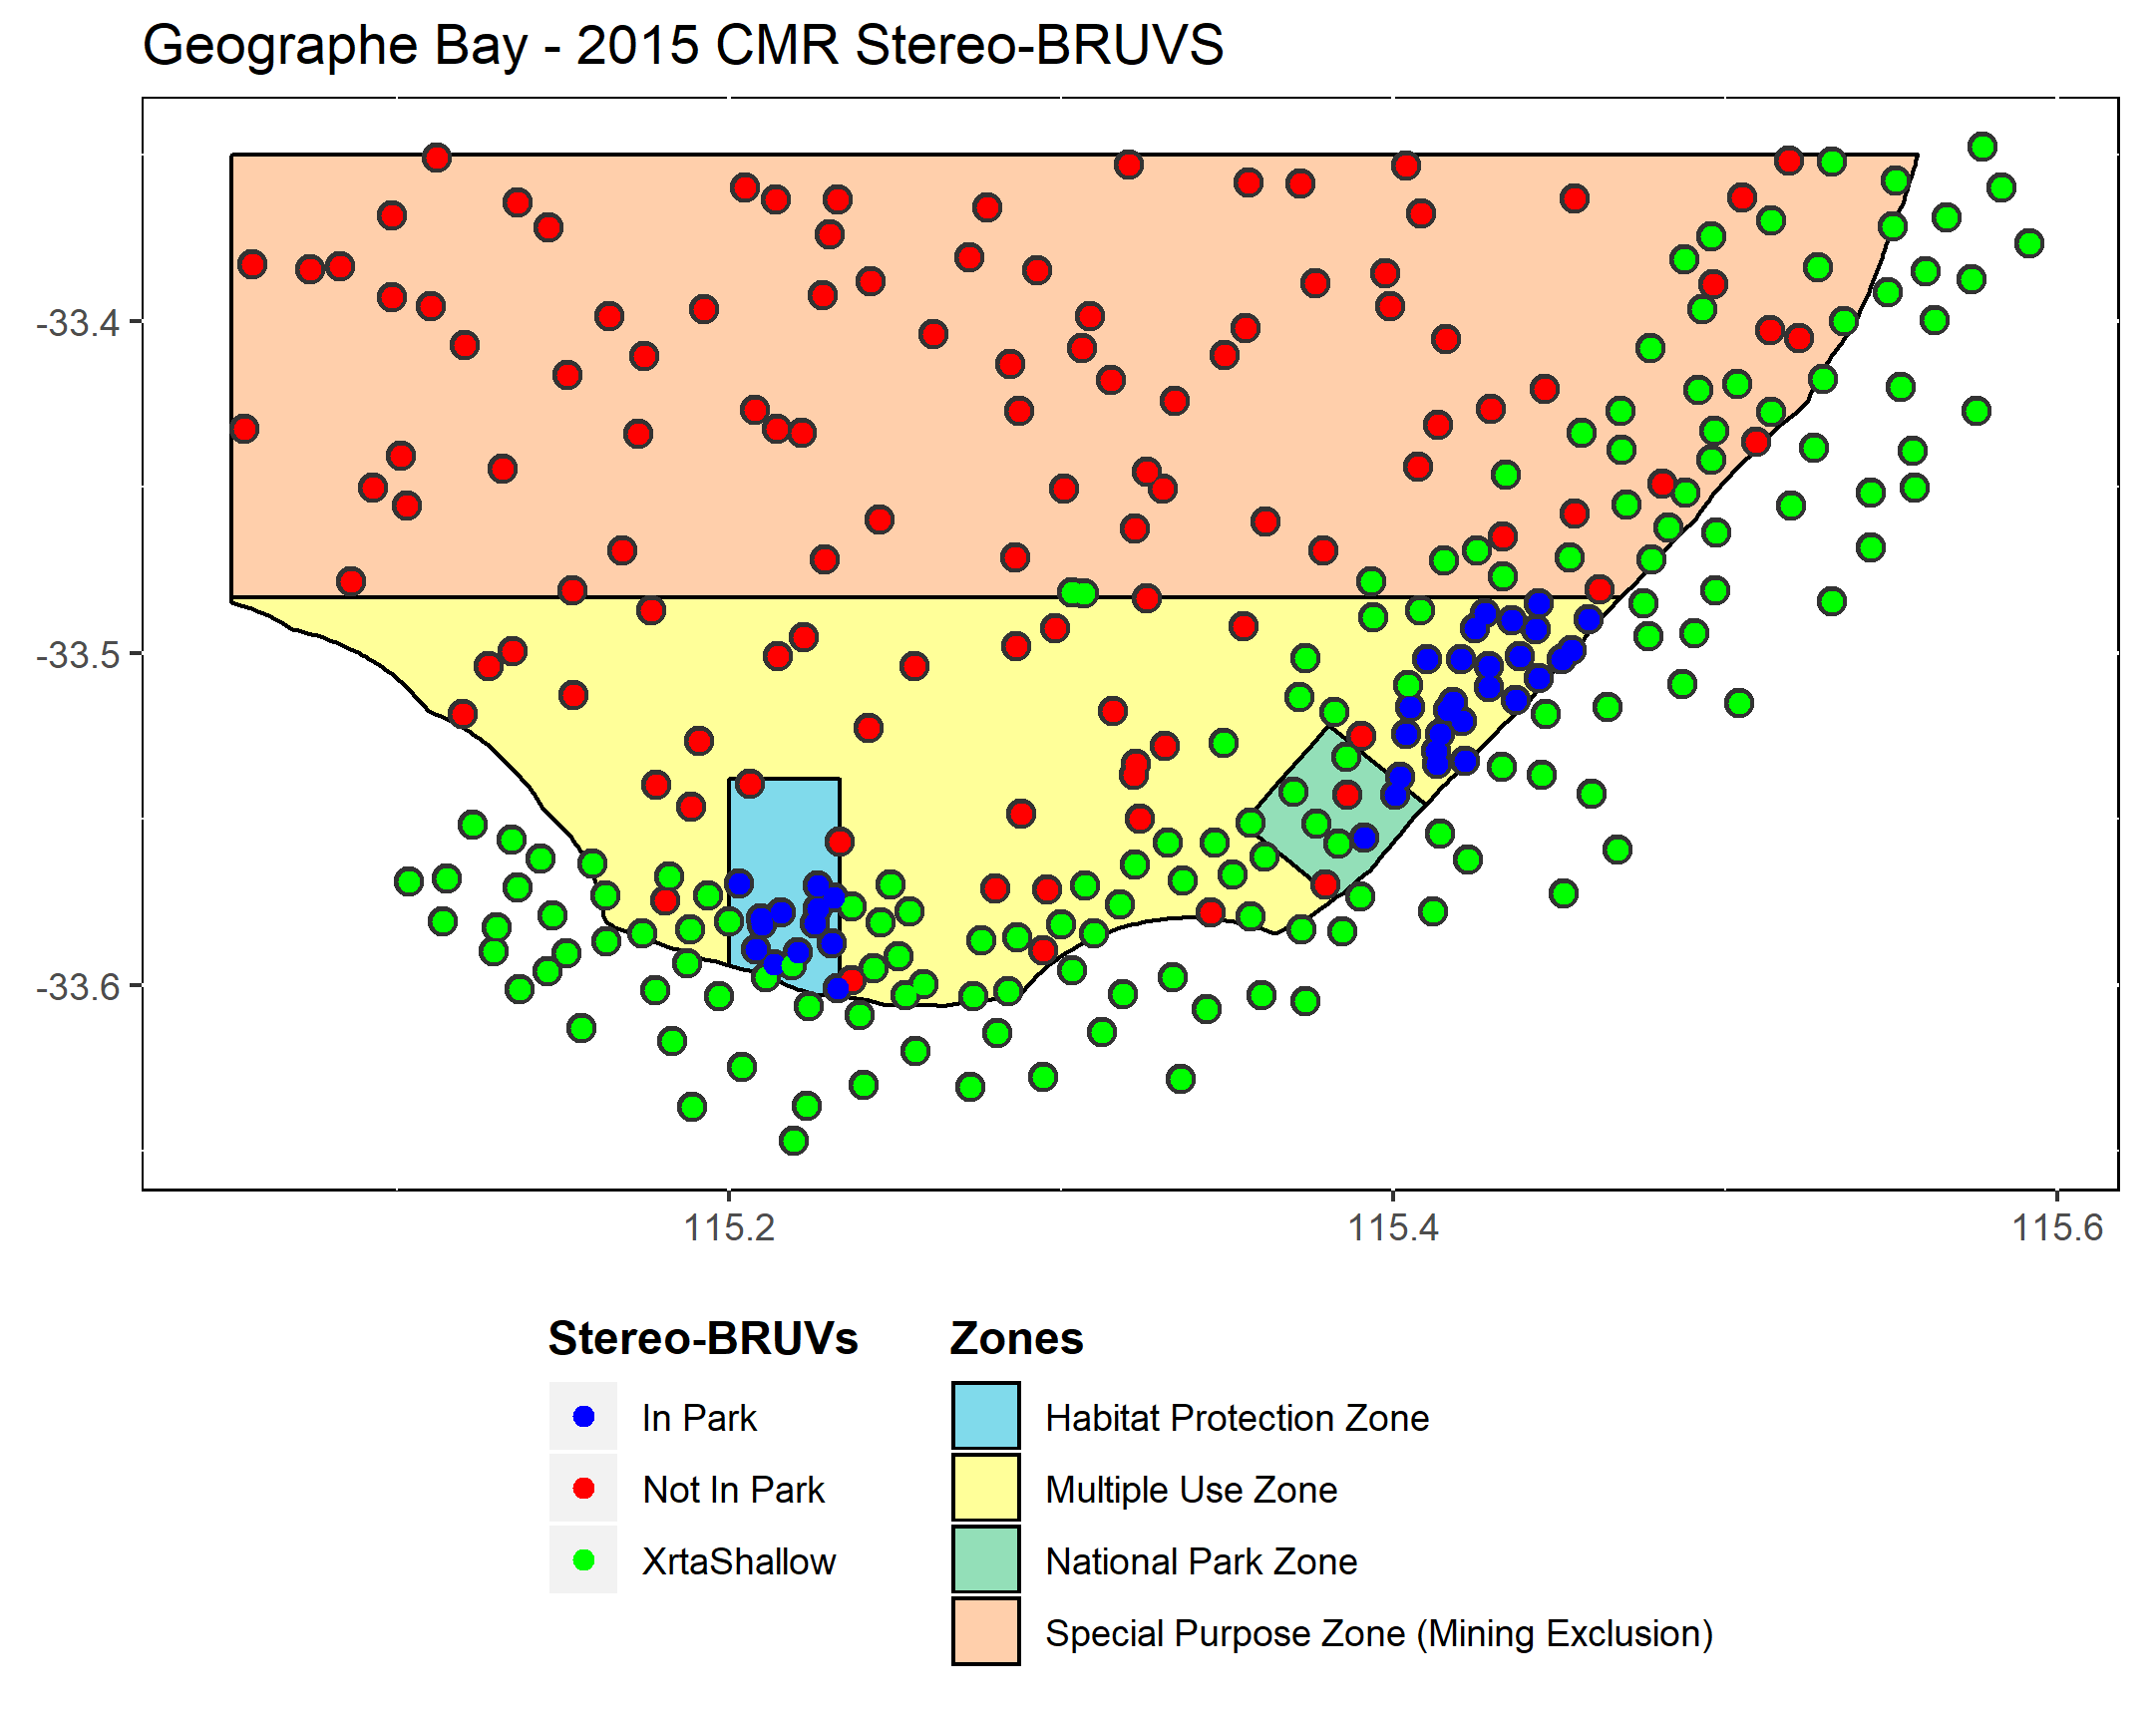 Geographe Bay - 2015 CMR Stereo-BRUVS
-33.4
-33.5
-33.6
115.2
115.4
115.6
Stereo-BRUVs
In Park
Not In Park
XrtaShallow
Zones
Habitat Protection Zone
Multiple Use Zone
National Park Zone
Special Purpose Zone (Mining Exclusion)